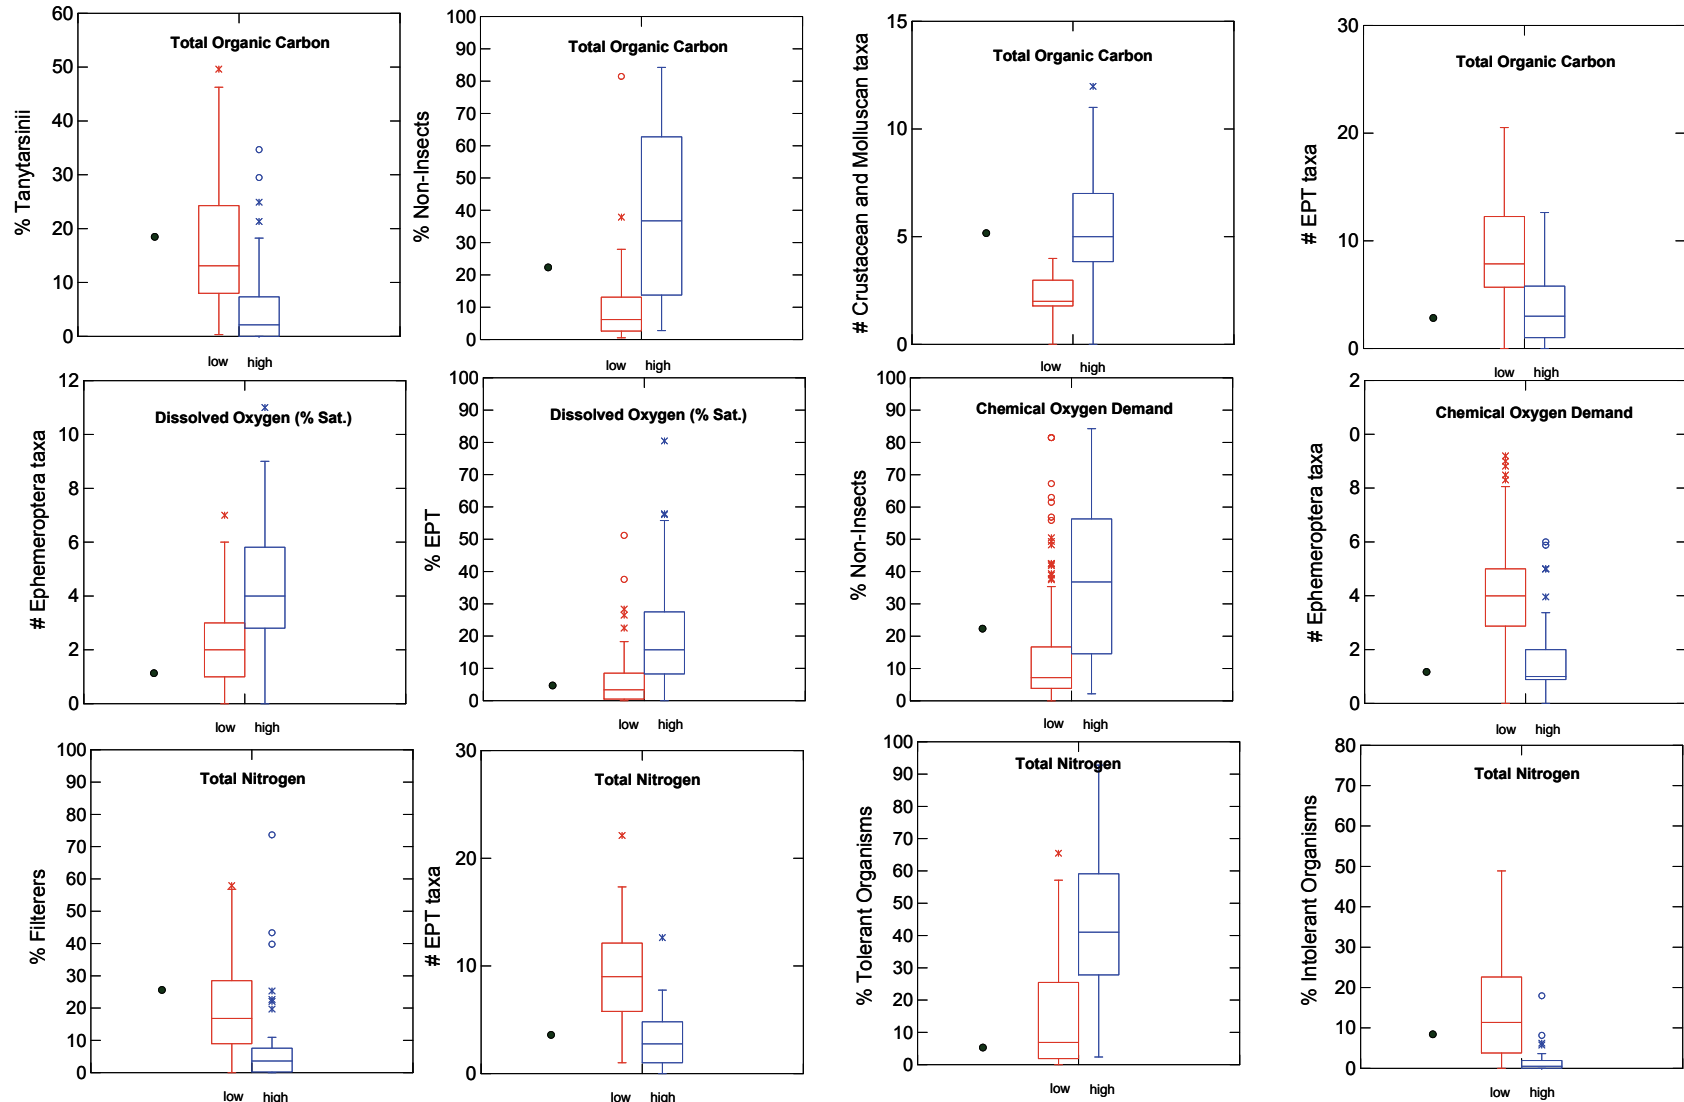 60
50
40
30
20
10
0
% Tanytarsinii
Total Organic Carbon
low high
100
90
80
70
60
50
40
30
20
10
0
% Non-Insects
Total Organic Carbon
15
10
5
0
# Crustacean and Molluscan taxa
Total Organic Carbon
low high
30
20
10
0
# EPT taxa
Total Organic Carbon
low high
12
10
8
6
4
2
0
# Ephemeroptera taxa
Dissolved Oxygen (% Sat.)
low high
100
90
80
70
60
50
40
30
20
10
0
% EPT
Dissolved Oxygen (% Sat.)
low high
100
90
80
70
60
50
40
30
20
10
0
% Non-Insects
Chemical Oxygen Demand
low high
2
0
8
6
4
2
0
# Ephemeroptera taxa
Chemical Oxygen Demand
low high
100
90
80
70
60
50
40
30
20
10
0
% Filterers
Total Nitrogen
low high
30
20
10
0
# EPT taxa
Total Nitrogen
low high
100
90
80
70
60
50
40
30
20
10
0
% Tolerant Organisms
Total Nitrogen
low high
80
70
60
50
40
30
20
10
0
% Intolerant Organisms
Total Nitrogen
low high